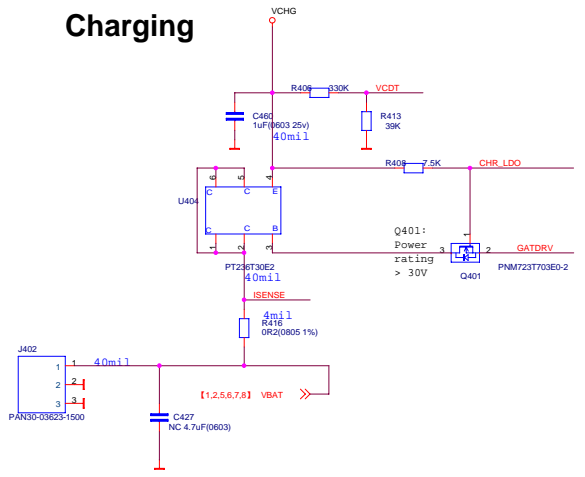 Charging
VCHG
R406 330K VCDT
C460
1uF(0603 25v)
40mil
R413
39K
R408 7.5K CHR_LDO
6 5 4
C C E
U404
C C B
1 2 3
PT236T30E2
40mil
Q401:
Power
rating
> 30V
1
3 2 GATDRV
Q401
PNM723T703E0-2
ISENSE
4mil
R416
0R2(0805 1%)
J402
1 1 40mil
2 2
3 3
PAN30-03623-1500
【1,2,5,6,7,8】 VBAT
C427
NC 4.7uF(0603)